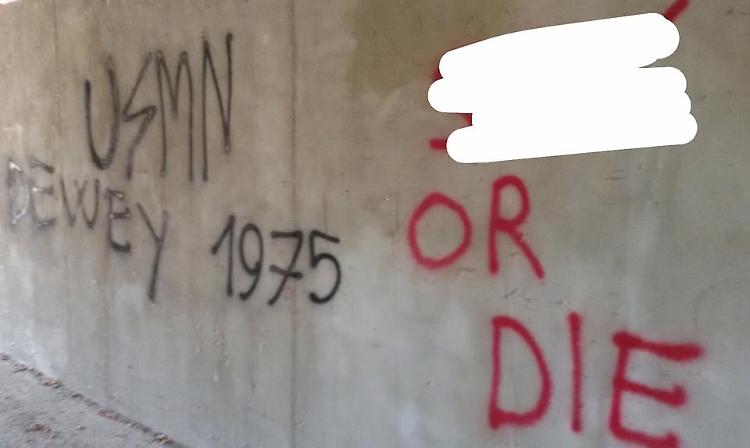 USMN
DEWEY 1975
OR
DIE